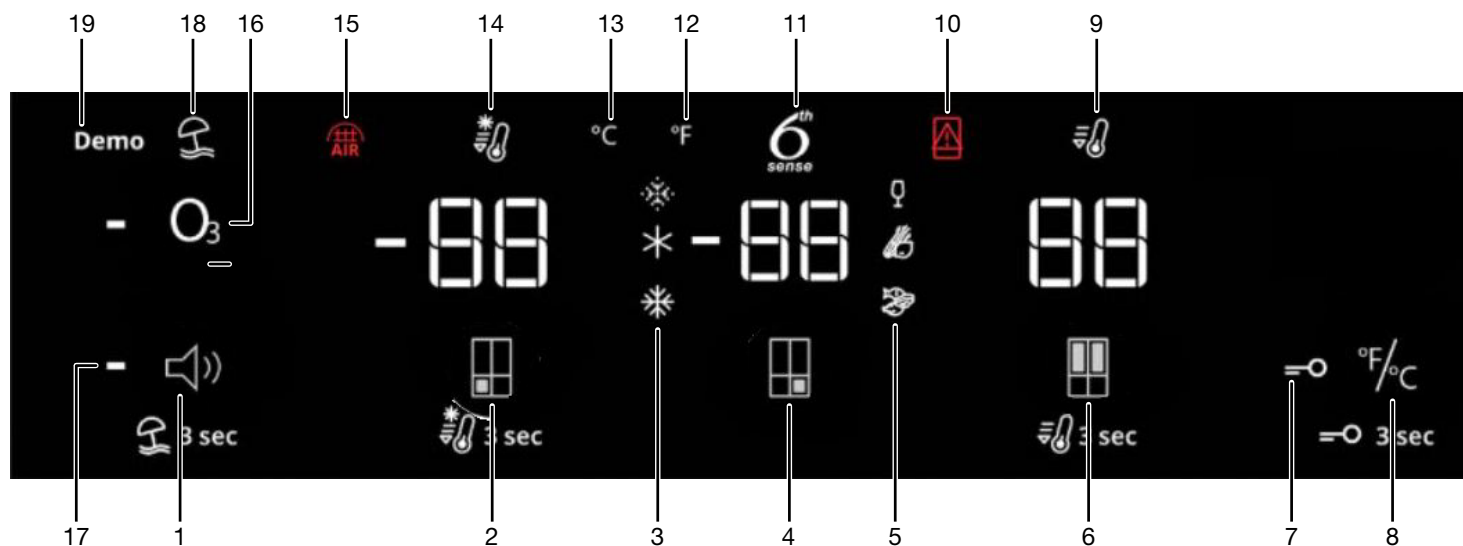 19 18 16 15 14 13 12 11 10 9
Demo AIR °C °F 6th sense
O3 -88 -88 88
°F/°C
3 sec 3 sec 3 sec 3 sec
17 1 2 3 4 5 6 7 8